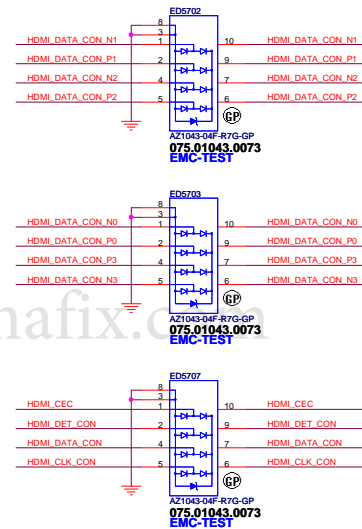 ED5702
8
3
HDMI_DATA_CON_N1 1 10 HDMI_DATA_CON_N1
HDMI_DATA_CON_P1 2 9 HDMI_DATA_CON_P1
HDMI_DATA_CON_N2 4 7 HDMI_DATA_CON_N2
HDMI_DATA_CON_P2 5 6 HDMI_DATA_CON_P2
GP
AZ1043-04F-R7G-GP
075.01043.0073
EMC-TEST
ED5703
8
3
HDMI_DATA_CON_N0 1 10 HDMI_DATA_CON_N0
HDMI_DATA_CON_P0 2 9 HDMI_DATA_CON_P0
HDMI_DATA_CON_P3 4 7 HDMI_DATA_CON_P3
HDMI_DATA_CON_N3 5 6 HDMI_DATA_CON_N3
GP
AZ1043-04F-R7G-GP
075.01043.0073
EMC-TEST
nafix.com
ED5707
8
3
HDMI_CEC 1 10 HDMI_CEC
HDMI_DET_CON 2 9 HDMI_DET_CON
HDMI_DATA_CON 4 7 HDMI_DATA_CON
HDMI_CLK_CON 5 6 HDMI_CLK_CON
GP
AZ1043-04F-R7G-GP
075.01043.0073
EMC-TEST